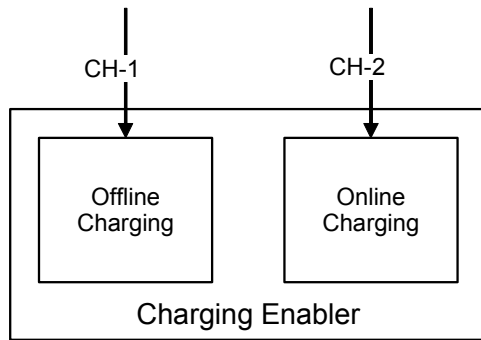 CH-1
CH-2
Offline
Charging
Online
Charging
Charging Enabler